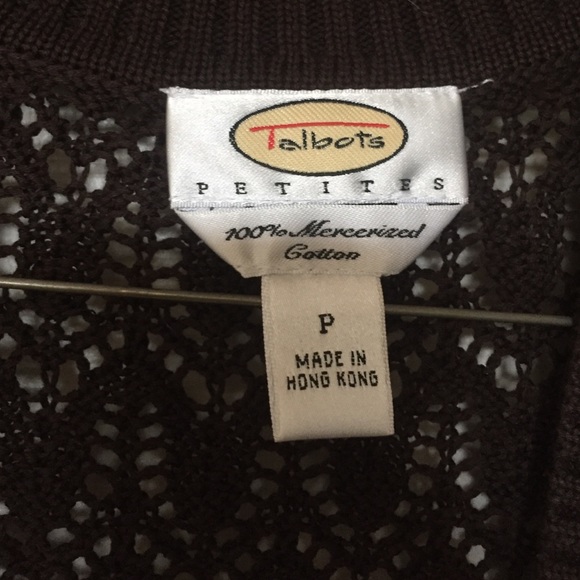 Talbots
PETITES
100% Mercerized
Cotton
P
MADE IN
HONG KONG